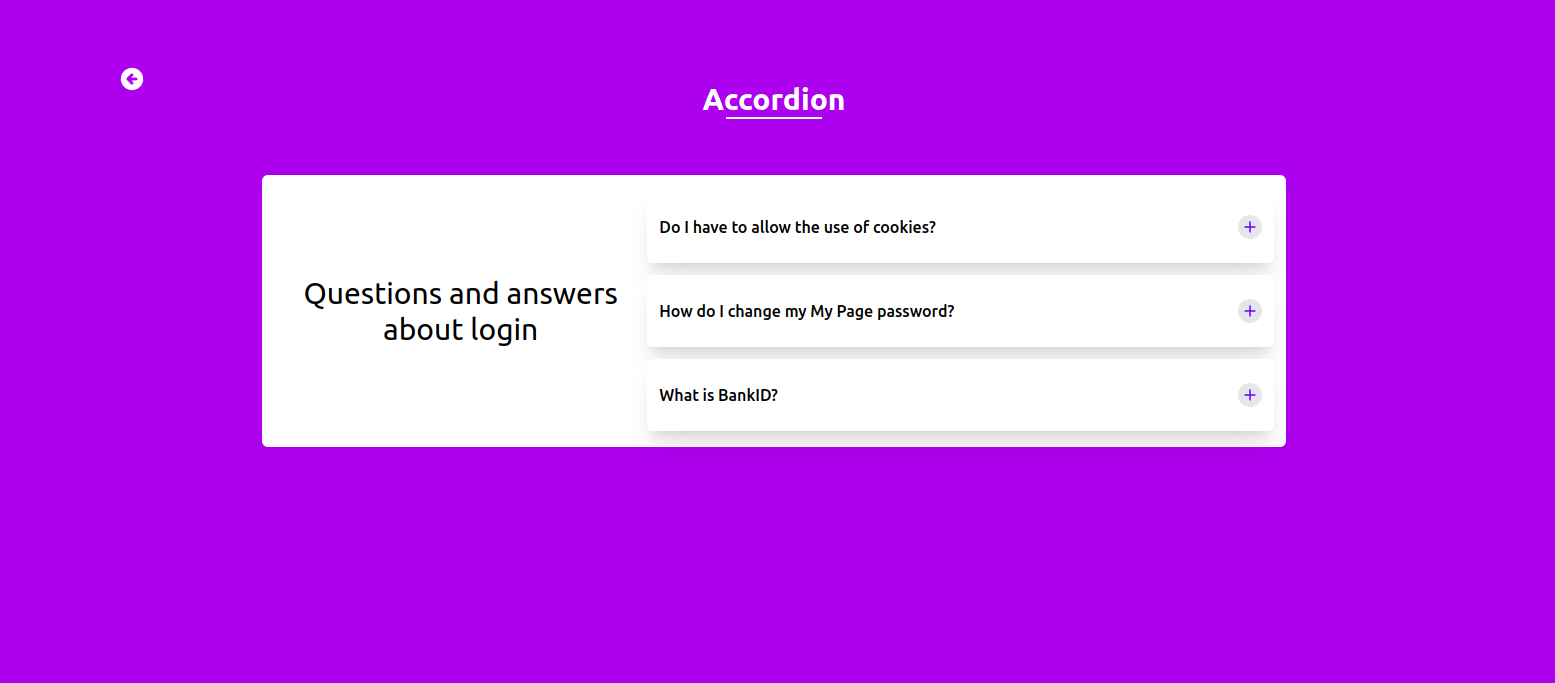 Accordion
Questions and answers
about login
Do I have to allow the use of cookies?
How do I change my My Page password?
What is BankID?